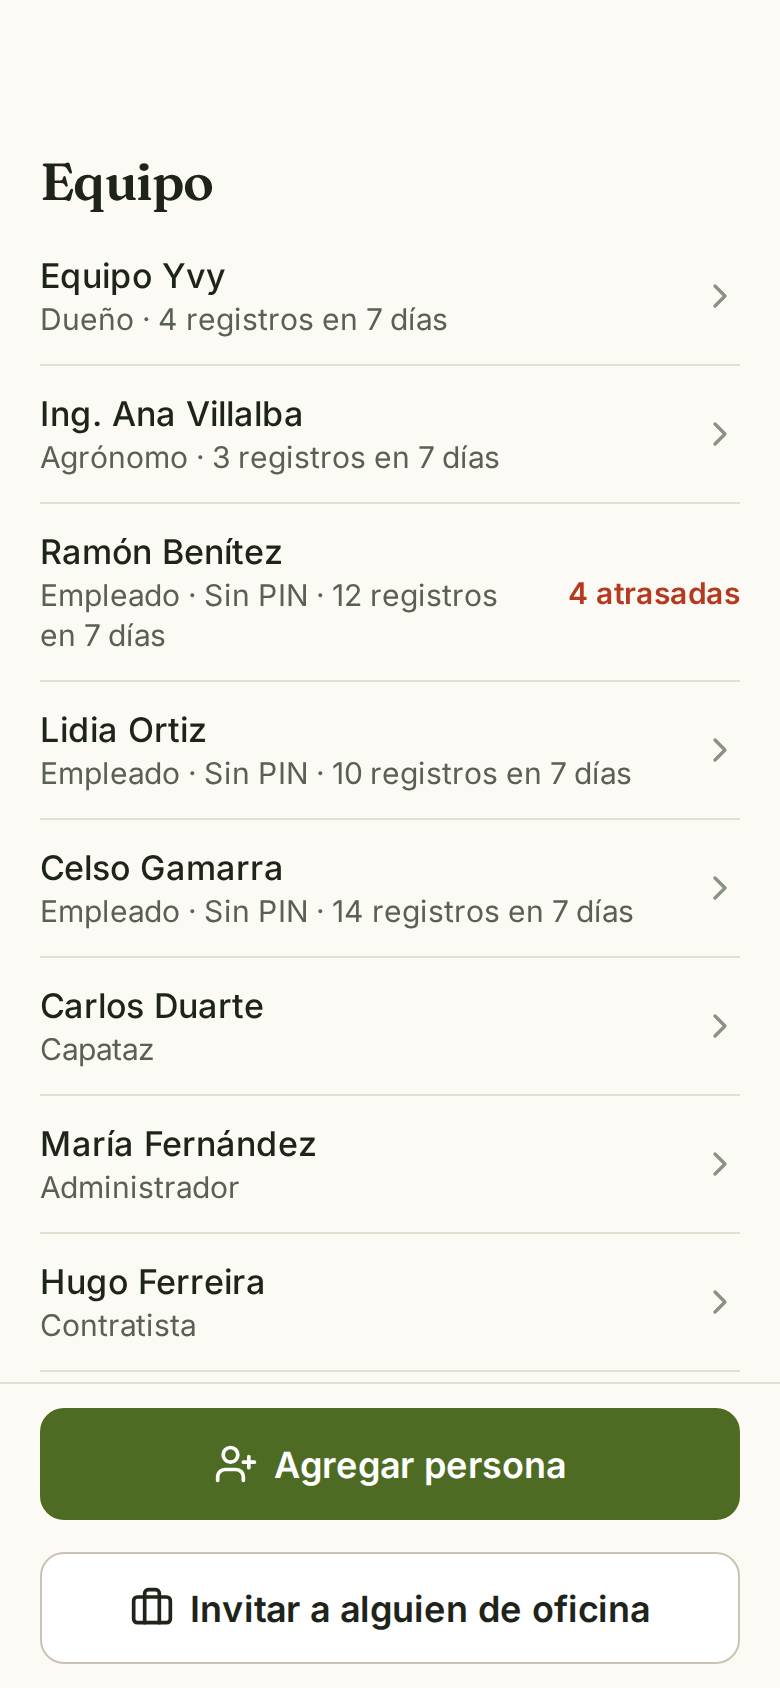 Equipo
Equipo Yvy
Dueño · 4 registros en 7 días
Ing. Ana Villalba
Agrónomo · 3 registros en 7 días
Ramón Benítez
Empleado · Sin PIN · 12 registros
en 7 días
4 atrasadas
Lidia Ortiz
Empleado · Sin PIN · 10 registros en 7 días
Celso Gamarra
Empleado · Sin PIN · 14 registros en 7 días
Carlos Duarte
Capataz
María Fernández
Administrador
Hugo Ferreira
Contratista
Agregar persona
Invitar a alguien de oficina